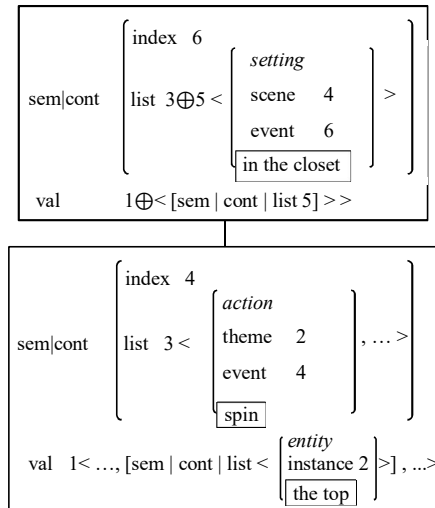 index 6
setting
sem|cont list 3⊕5 < scene 4 >
event 6
in the closet
val 1⊕< [sem | cont | list 5] > >
index 4
action
sem|cont list 3 < theme 2 , … >
event 4
spin
entity
val 1< …, [sem | cont | list < instance 2 >] , ...>
the top